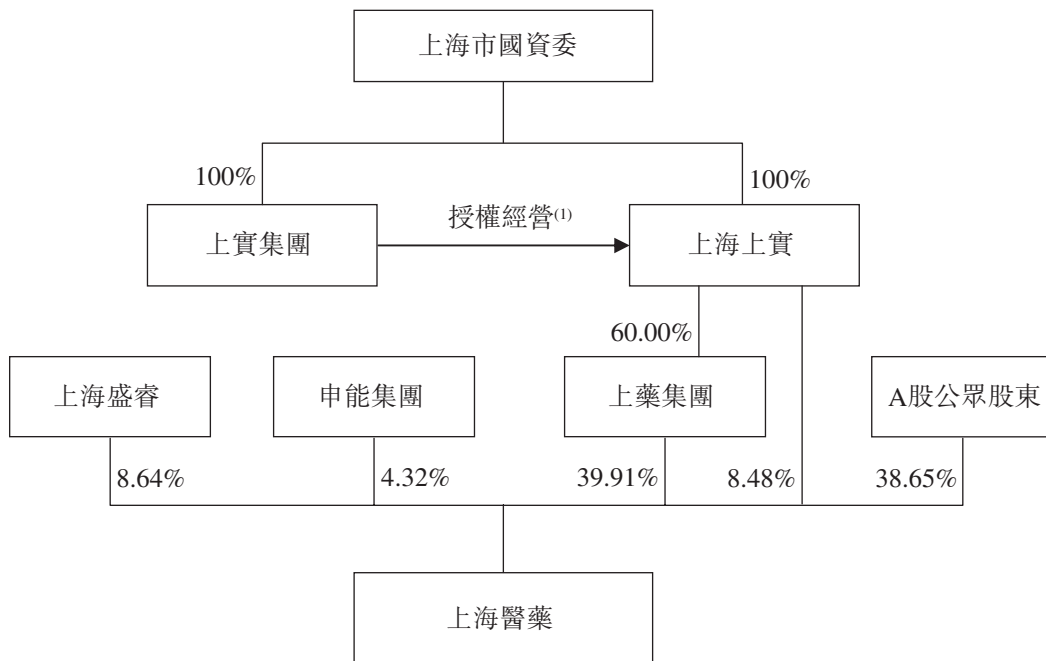 上海市國資委
100%
100%
上實集團
授權經營(1)
上海上實
60.00%
上海盛睿
申能集團
上藥集團
A股公眾股東
8.64%
4.32%
39.91%
8.48%
38.65%
上海醫藥